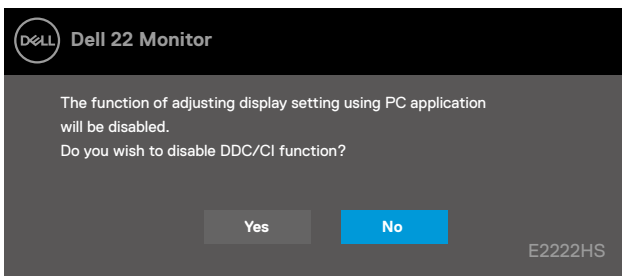 DELL Dell 22 Monitor
The function of adjusting display setting using PC application
will be disabled.
Do you wish to disable DDC/CI function?
Yes No
E2222HS